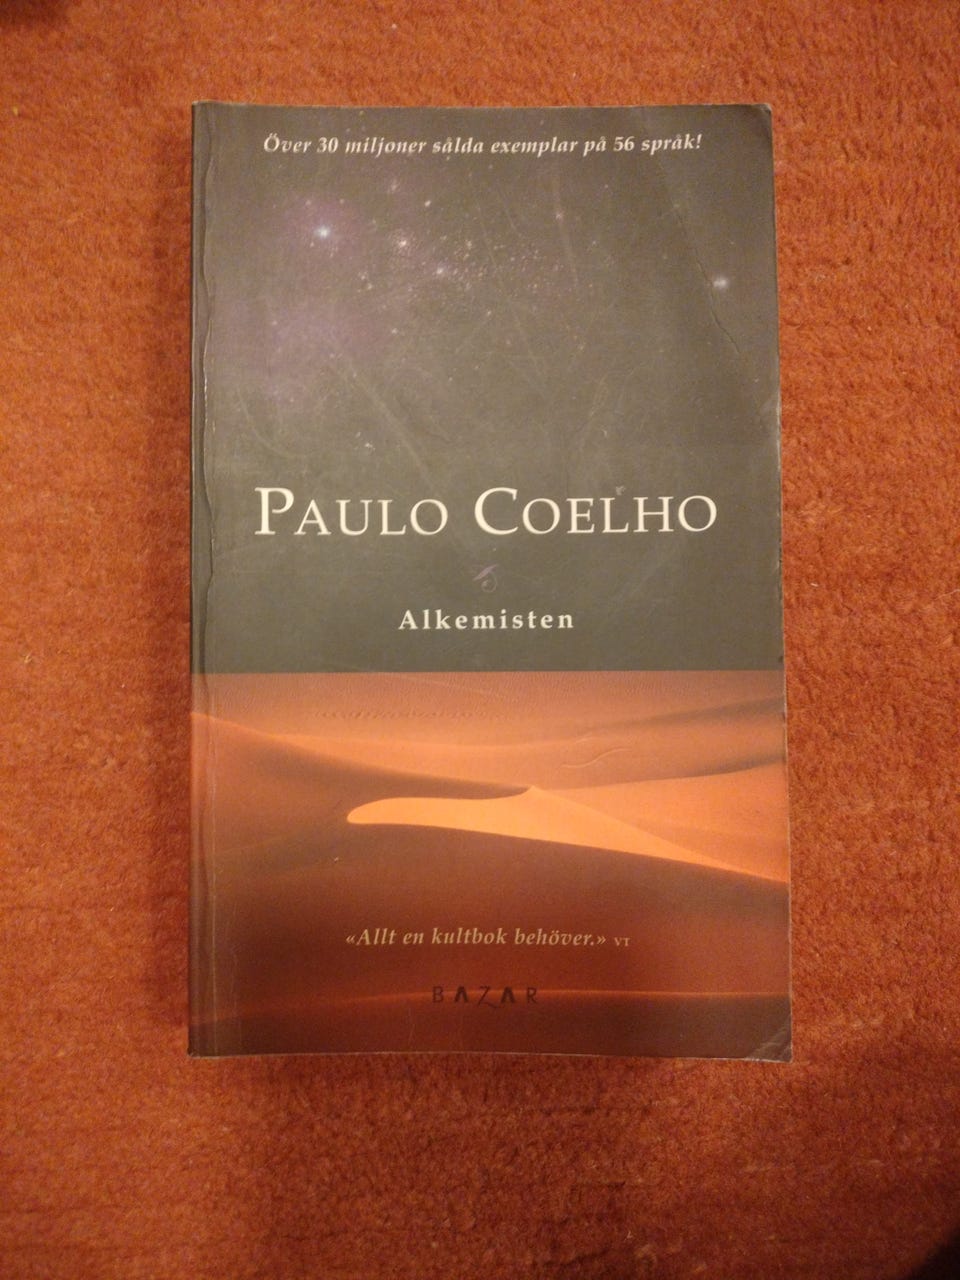 Över 30 miljoner sålda exemplar på 56 språk!
PAULO COELHO
Alkemisten
«Allt en kultbok behöver.» VT
BAZAR